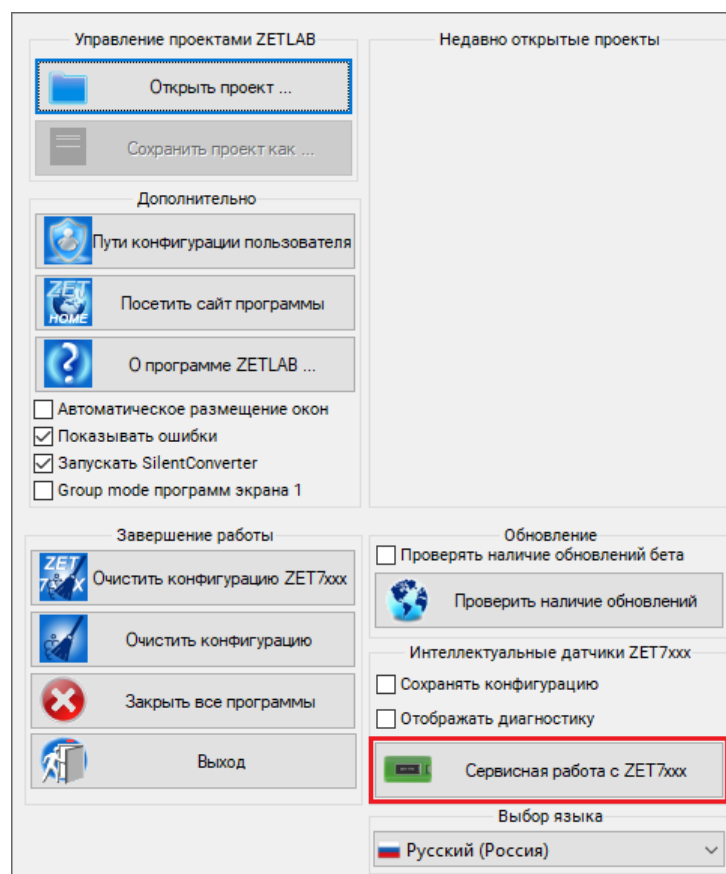 Управление проектами ZETLAB
Открыть проект ...
Сохранить проект как ...
Дополнительно
Пути конфигурации пользователя
ZET
HOME
Посетить сайт программы
О программе ZETLAB ...
Автоматическое размещение окон
Показывать ошибки
Запускать SilentConverter
Group mode программ экрана 1
Завершение работы
Очистить конфигурацию ZET7xxx
Очистить конфигурацию
Закрыть все программы
Выход
Недавно открытые проекты
Обновление
Проверять наличие обновлений бета
Проверить наличие обновлений
Интеллектуальные датчики ZET7xxx
Сохранять конфигурацию
Отображать диагностику
Сервисная работа с ZET7xxx
Выбор языка
Русский (Россия)